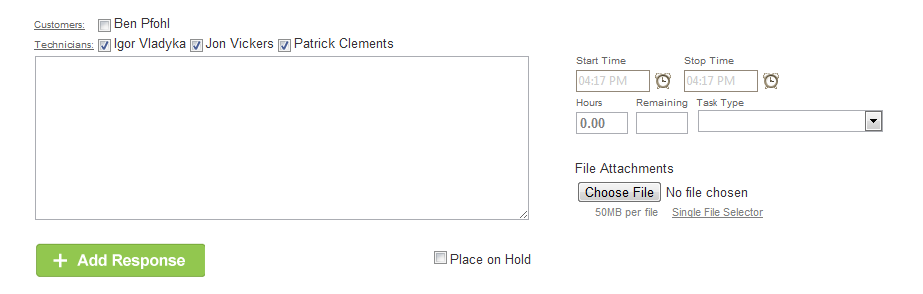 Customers: Ben Pfohl
Technicians: Igor Vladyka Jon Vickers Patrick Clements
Start Time Stop Time
04:17 PM 04:17 PM
Hours Remaining Task Type
0.00
File Attachments
Choose File No file chosen
50MB per file Single File Selector
+ Add Response Place on Hold